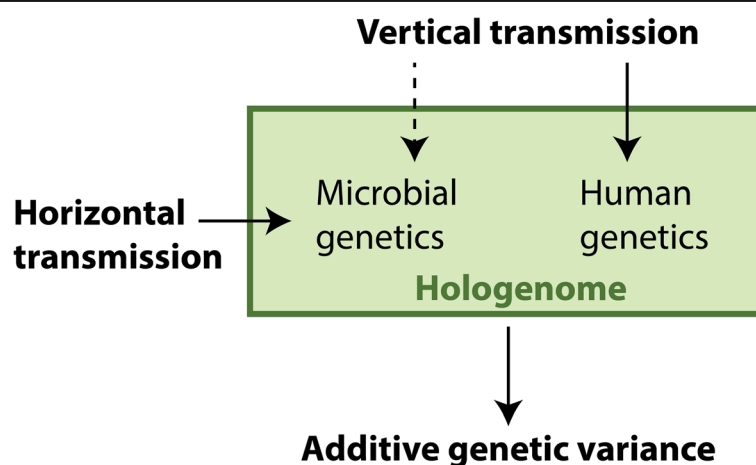 Vertical transmission
Microbial
genetics
Human
genetics
Horizontal
transmission
Hologenome
Additive genetic variance